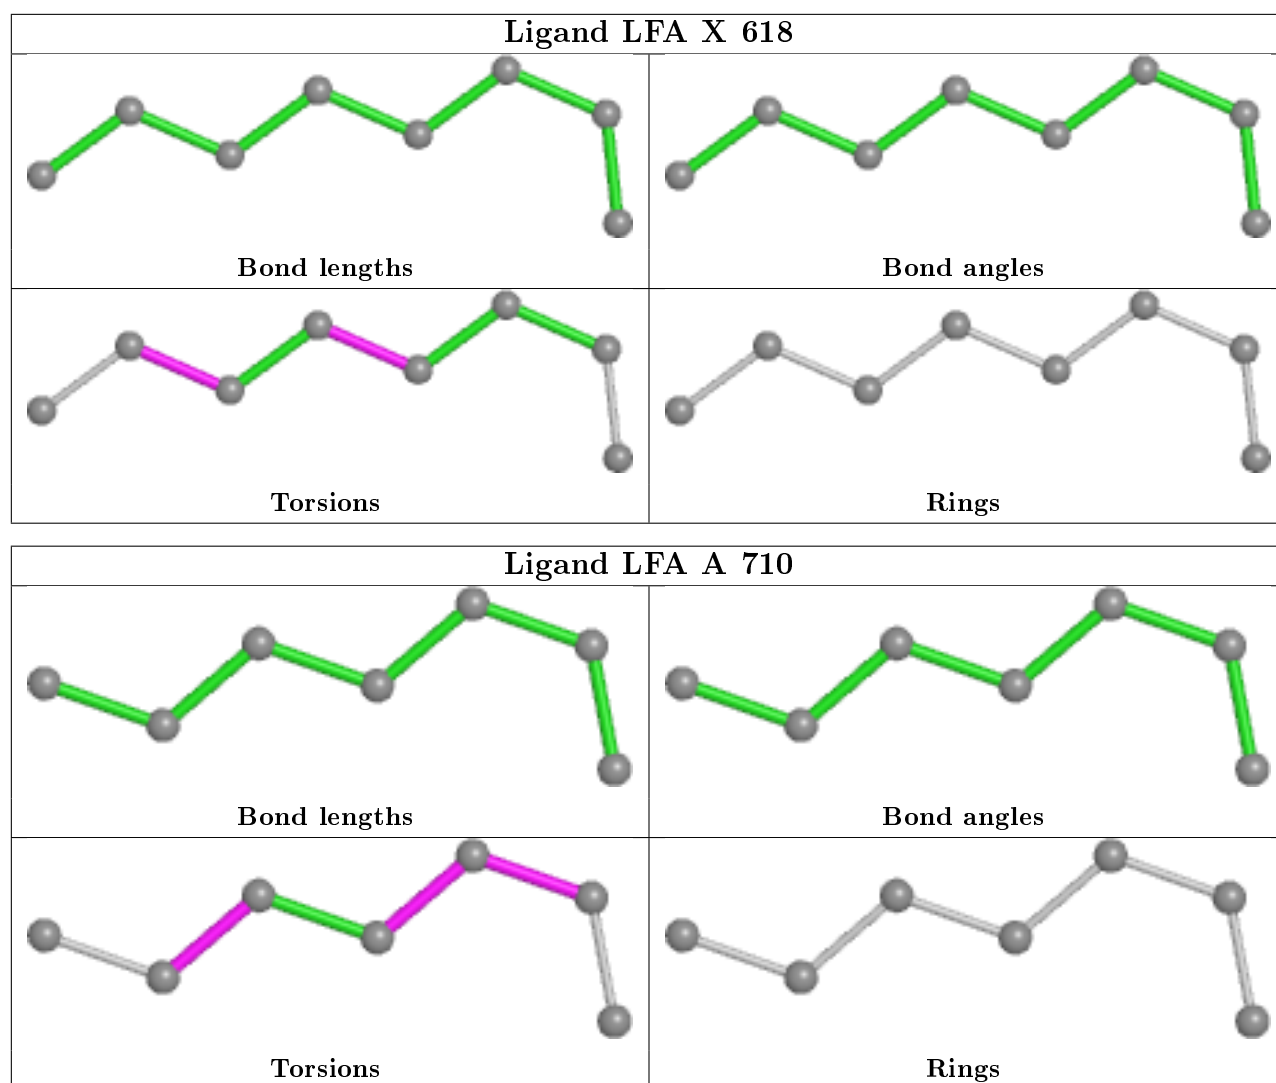 Ligand LFA X 618
Bond lengths
Bond angles
Torsions
Rings
Ligand LFA A 710
Bond lengths
Bond angles
Torsions
Rings